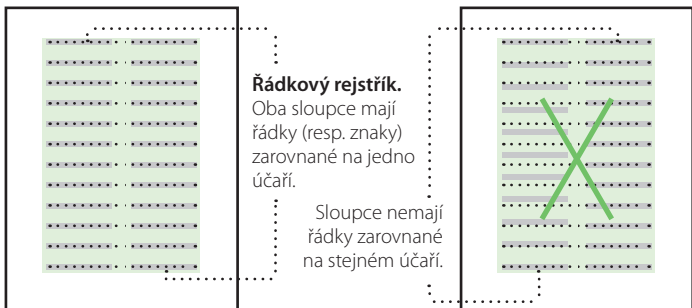 Řádkový rejstřík.
Oba sloupce mají
řádky (resp. znaky)
zarovnané na jedno
účaří.
Sloupce nemají
řádky zarovnané
na stejném účaří.